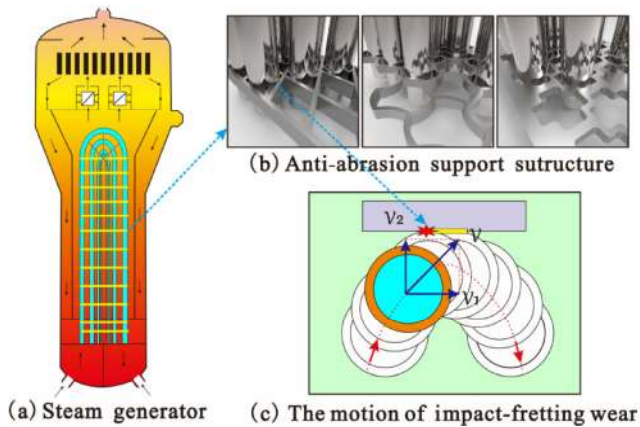 (b) Anti-abrasion support sutructure
V2
V
V1
(a) Steam generator
(c) The motion of impact-fretting wear